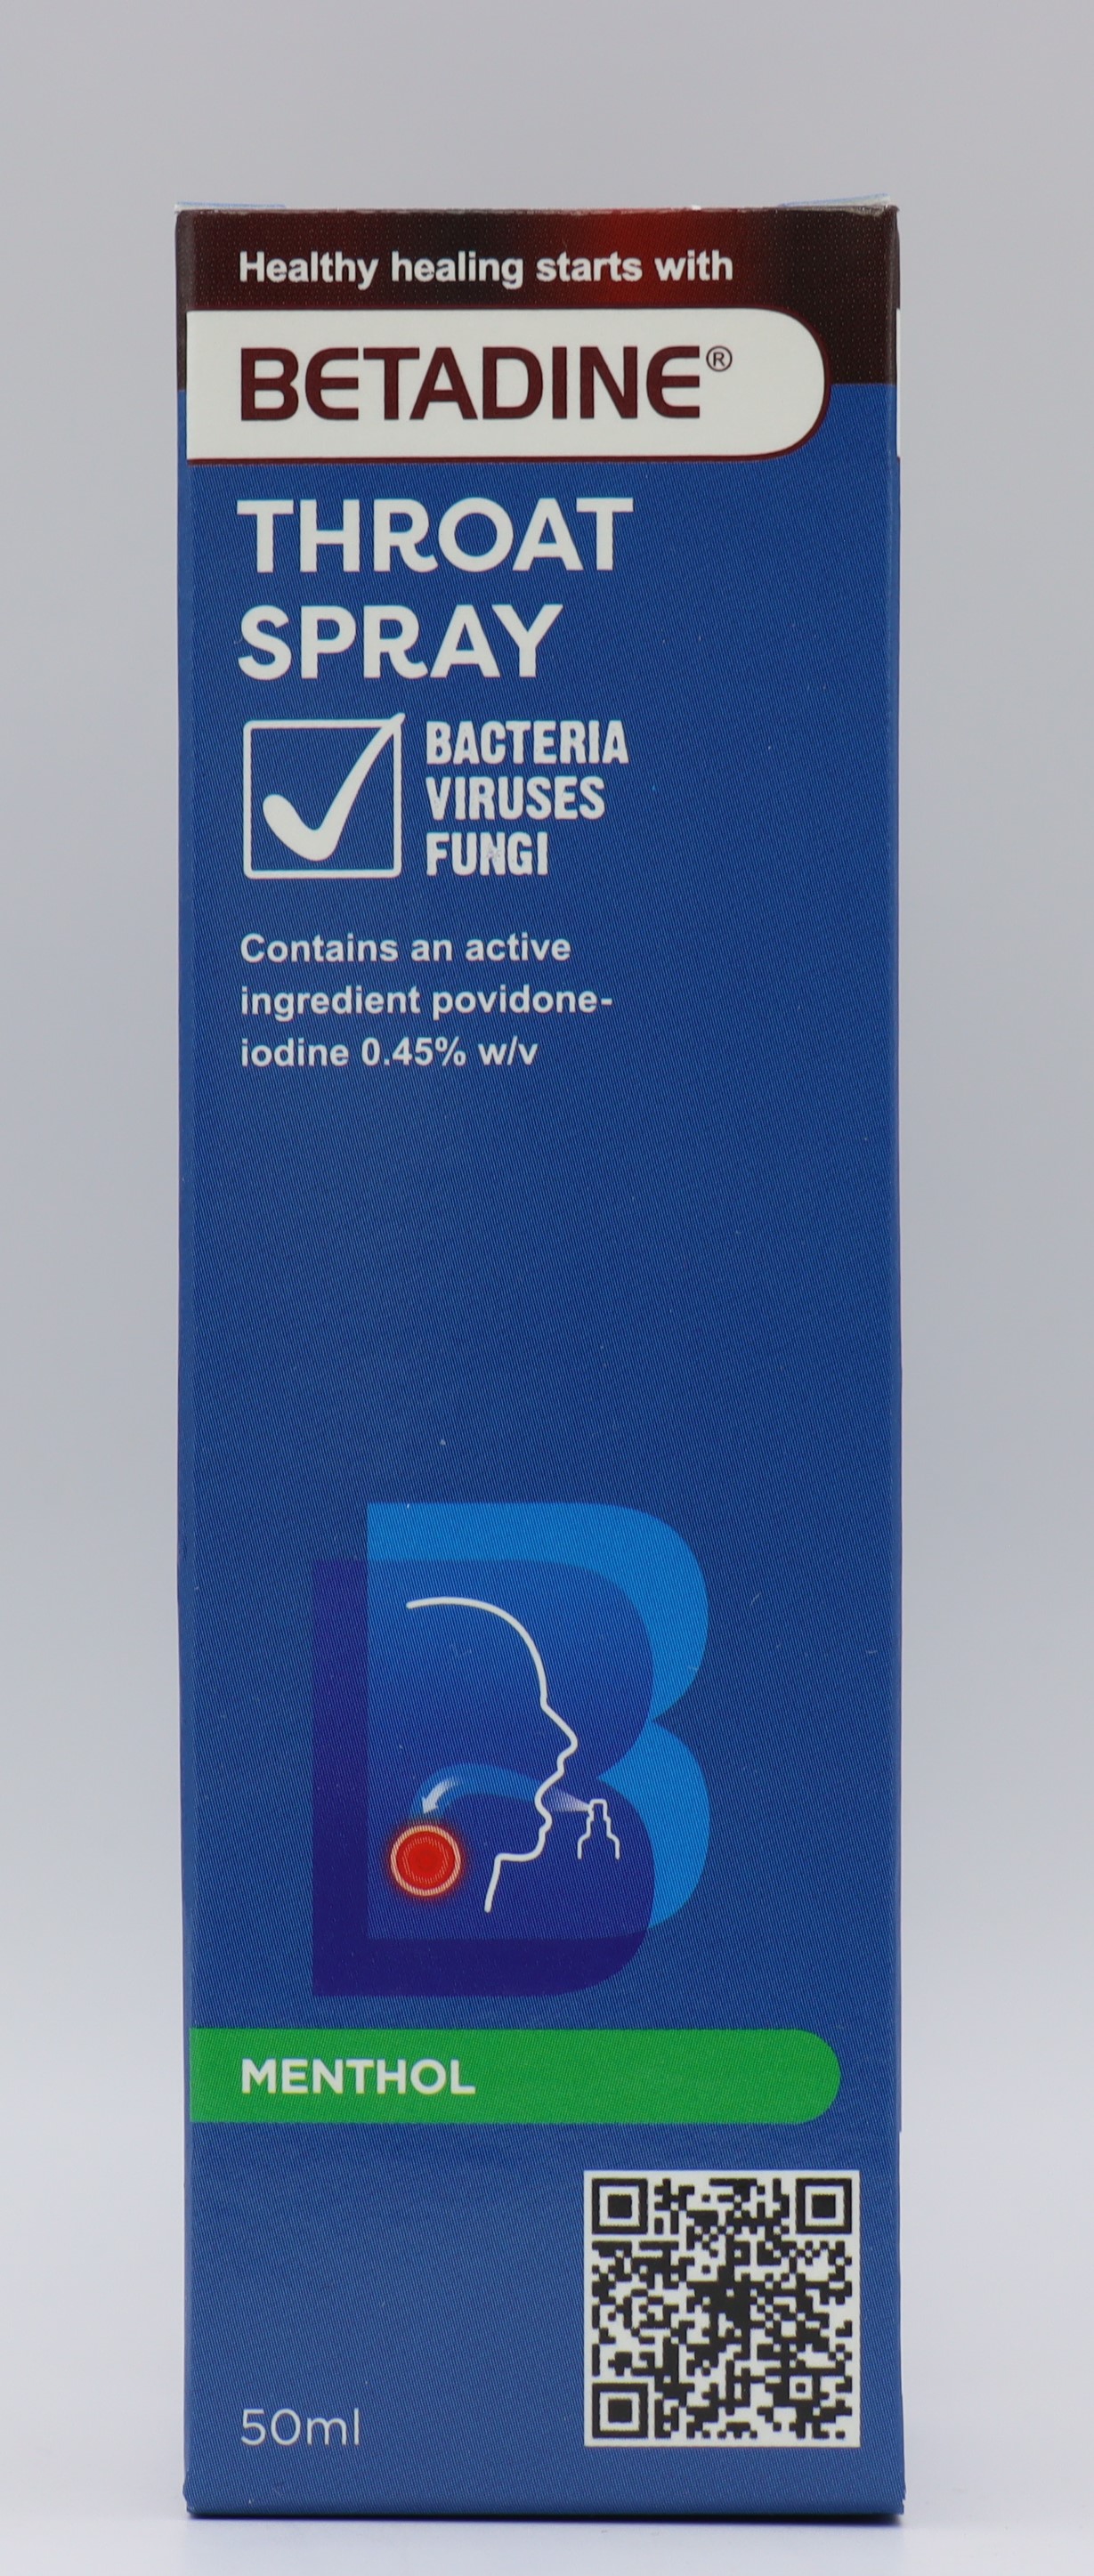 Healthy healing starts with
BETADINE®
THROAT
SPRAY
BACTERIA
VIRUSES
FUNGI
Contains an active
ingredient povidone-
iodine 0.45% w/v
MENTHOL
50ml